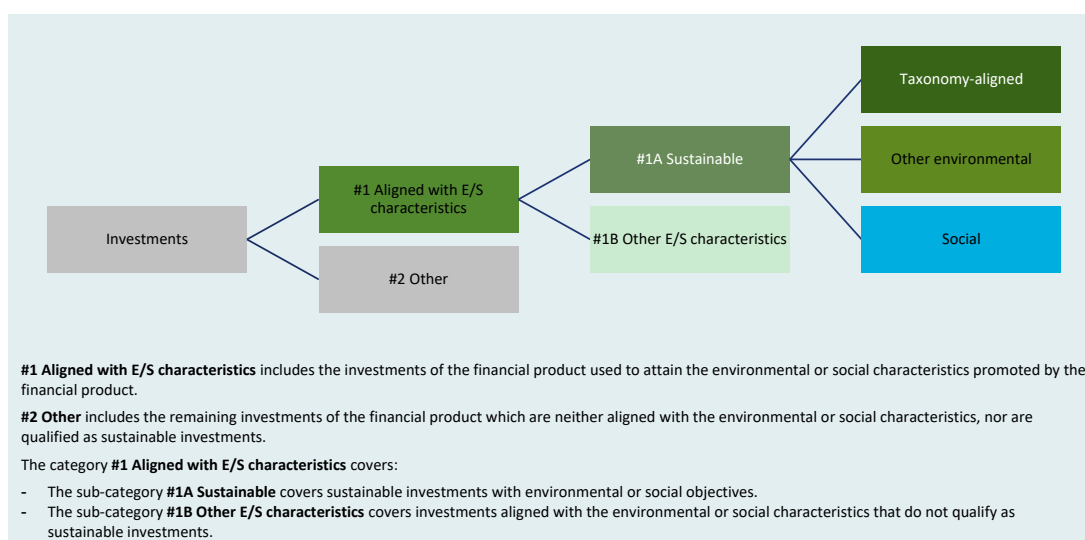 Taxonomy-aligned
#1A Sustainable
Other environmental
#1 Aligned with E/S
characteristics
Investments
#1B Other E/S characteristics
Social
#2 Other
#1 Aligned with E/S characteristics includes the investments of the financial product used to attain the environmental or social characteristics promoted by the
financial product.
#2 Other includes the remaining investments of the financial product which are neither aligned with the environmental or social characteristics, nor are
qualified as sustainable investments.
The category #1 Aligned with E/S characteristics covers:
- The sub-category #1A Sustainable covers sustainable investments with environmental or social objectives.
- The sub-category #1B Other E/S characteristics covers investments aligned with the environmental or social characteristics that do not qualify as
sustainable investments.